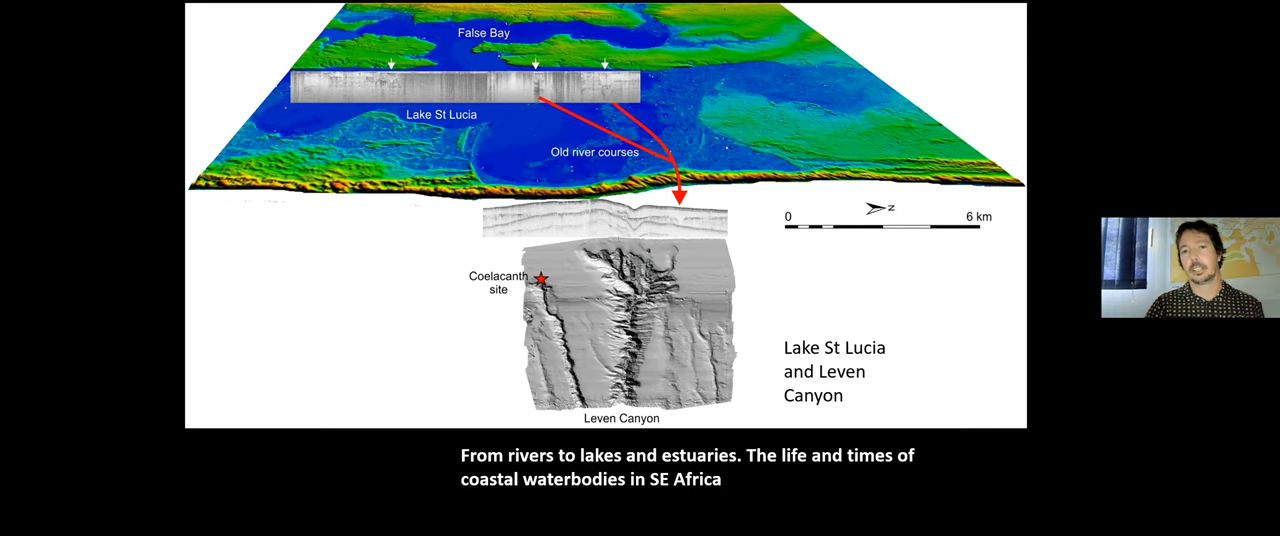 False Bay
Lake St Lucia
Old river courses
N
0 6 km
Coelacanth
site
Lake St Lucia
and Leven
Canyon
Leven Canyon
From rivers to lakes and estuaries. The life and times of
coastal waterbodies in SE Africa